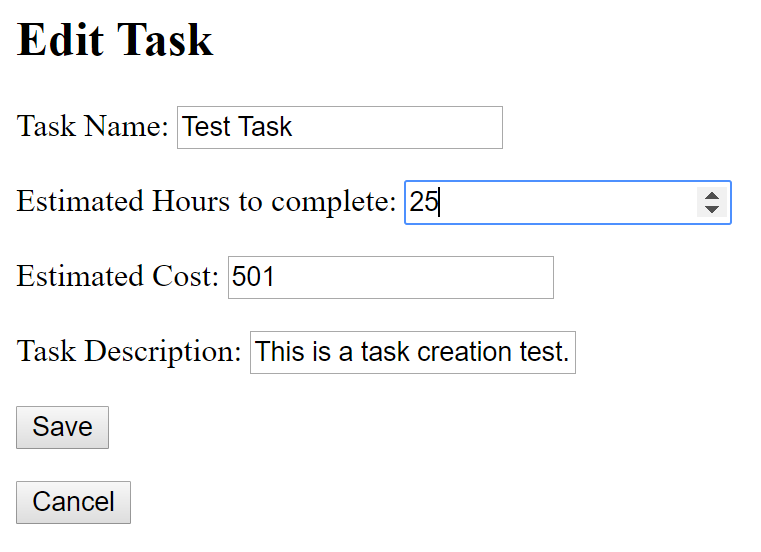 Edit Task
Task Name: Test Task
Estimated Hours to complete: 25
Estimated Cost: 501
Task Description: This is a task creation test.
Save
Cancel